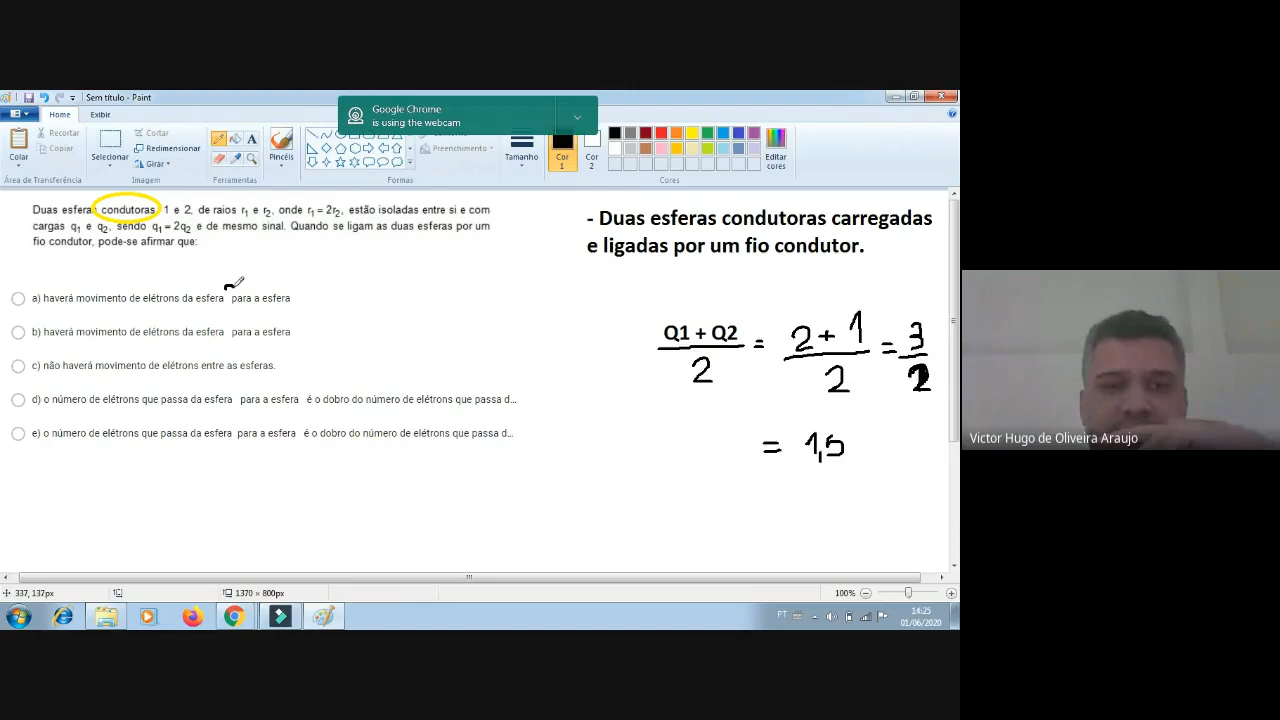 Sem título - Paint
Google Chrome
is using the webcam
Home
Exibir
Colar
Recortar
Copiar
Selecionar
Cortar
Redimensionar
Girar
Pincéis
Preenchimento
Tamanho
Cor
1
Cor
2
Editar
cores
Área de Transferência
Imagem
Ferramentas
Formas
Cores
Duas esferas condutoras 1 e 2, de raios r1 e r2, onde r1 = 2r2, estão isoladas entre si e com
cargas q1 e q2, sendo q1 = 2q2 e de mesmo sinal. Quando se ligam as duas esferas por um
fio condutor, pode-se afirmar que:
a) haverá movimento de elétrons da esfera para a esfera
b) haverá movimento de elétrons da esfera para a esfera
c) não haverá movimento de elétrons entre as esferas.
d) o número de elétrons que passa da esfera para a esfera é o dobro do número de elétrons que passa d...
e) o número de elétrons que passa da esfera para a esfera é o dobro do número de elétrons que passa d...
- Duas esferas condutoras carregadas
e ligadas por um fio condutor.
Q1 + Q2 = 2 + 1 = 3
2 2 2
= 1,5
Victor Hugo de Oliveira Araujo
337, 137px
1370 × 800px
100%
PT
14:25
01/06/2020